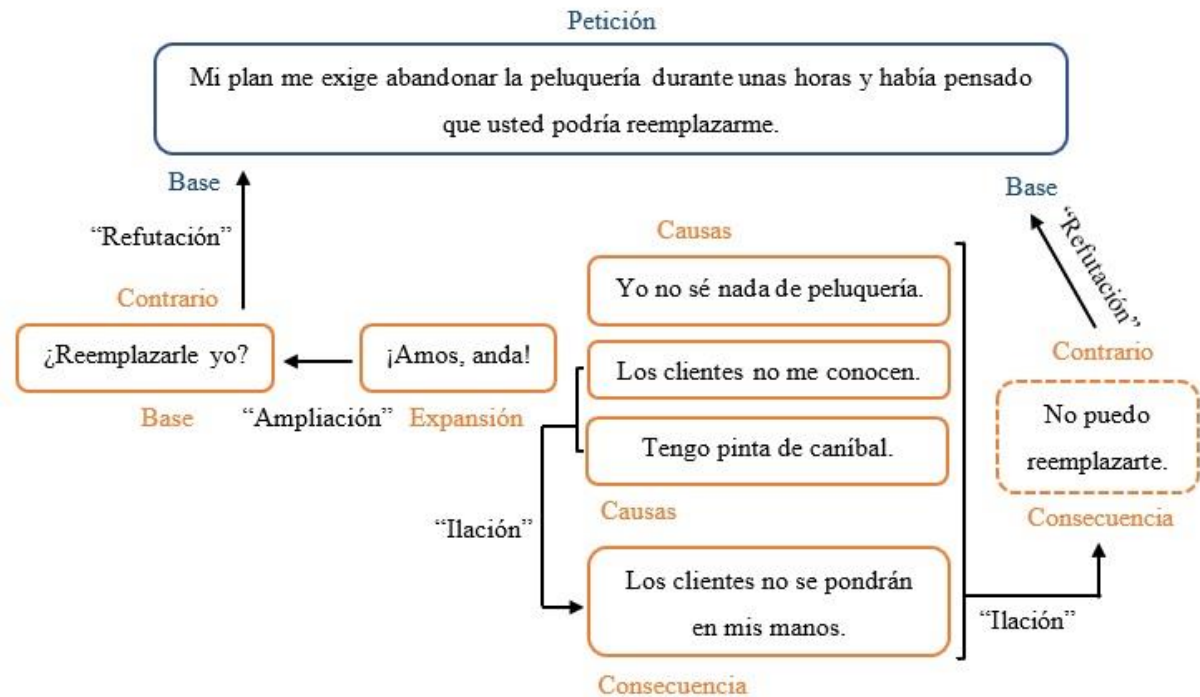 Petición
Mi plan me exige abandonar la peluquería durante unas horas y había pensado
que usted podría reemplazarme.
Base
Base
“Refutación”
“Refutación”
Causas
Yo no sé nada de peluquería.
Contrario
Contrario
¿Reemplazarle yo?
¡Amos, anda!
Los clientes no me conocen.
Base
“Ampliación”
Expansión
Tengo pinta de caníbal.
No puedo
reemplazarte.
Causas
Consecuencia
“Ilación”
Los clientes no se pondrán
en mis manos.
“Ilación”
Consecuencia